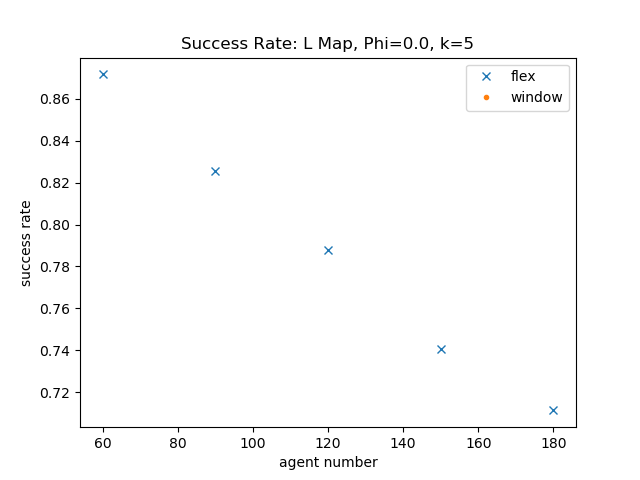 Success Rate: L Map, Phi=0.0, k=5
flex
window
0.86
0.84
0.82
0.80
0.78
0.76
0.74
0.72
success rate
60 80 100 120 140 160 180
agent number